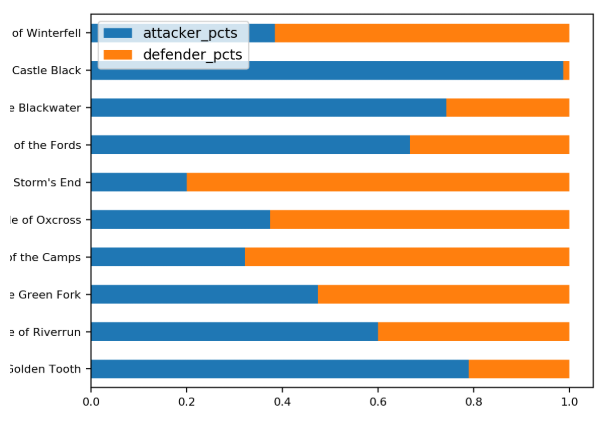 attacker_pcts
defender_pcts
of Winterfell
Castle Black
e Blackwater
of the Fords
Storm's End
le of Oxcross
of the Camps
e Green Fork
e of Riverrun
Golden Tooth
0.0 0.2 0.4 0.6 0.8 1.0